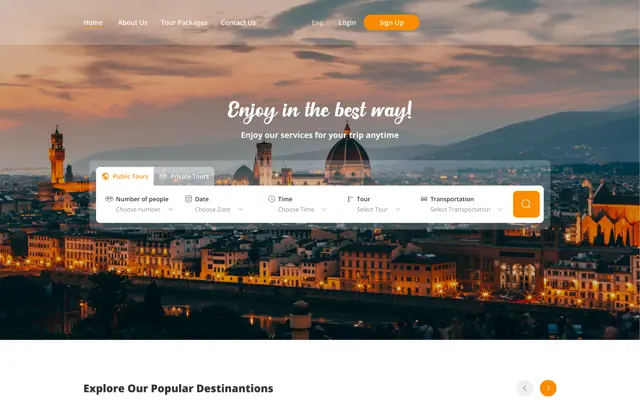 Home About Us Tour Packages Contact Us Eng Login Sign Up
Enjoy in the best way!
Enjoy our services for your trip anytime
Public Tours Private Tours
Number of people Date Time Tour Transportation
Choose number Choose Date Choose Time Select Tour Select Transportation
Explore Our Popular Destinantions